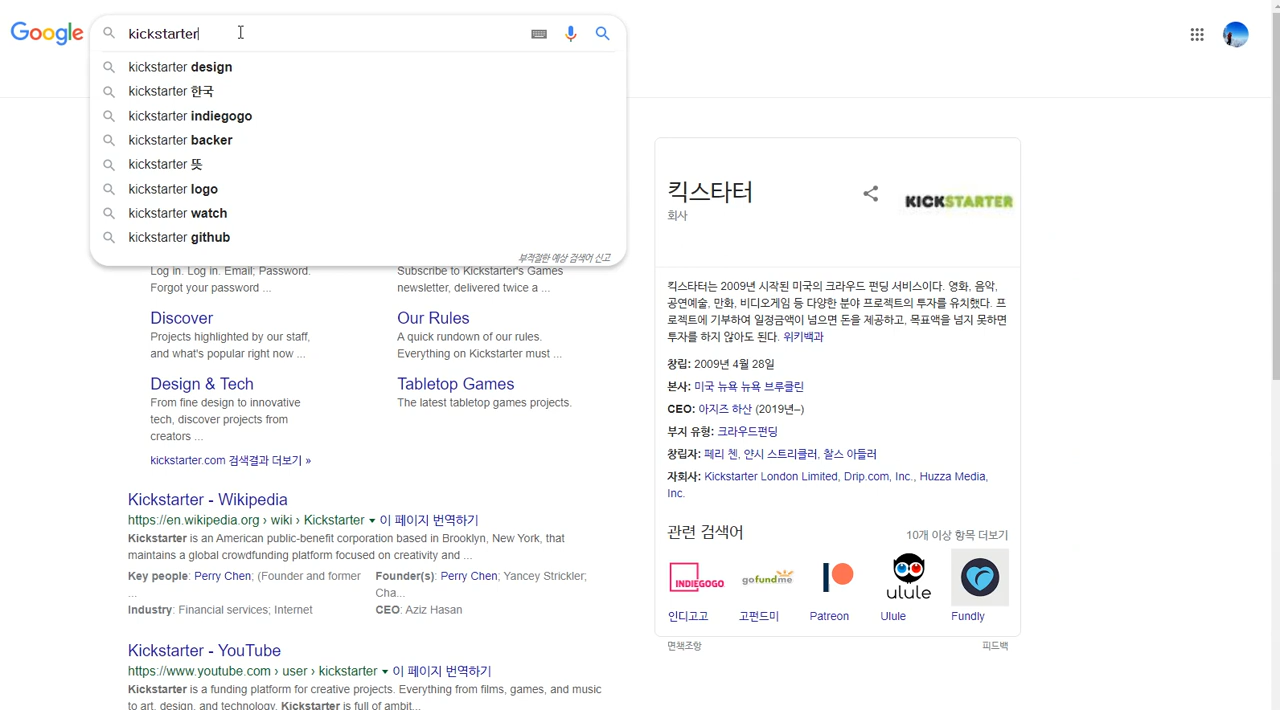 Google
kickstarter
kickstarter design
kickstarter 한국
kickstarter indiegogo
kickstarter backer
kickstarter 뜻
kickstarter logo
kickstarter watch
kickstarter github
부적절한 예상 검색어 신고
Log in. Log in. Email; Password.
Forgot your password ...
Subscribe to Kickstarter's Games
newsletter, delivered twice a ...
Discover
Projects highlighted by our staff,
and what's popular right now ...
Our Rules
A quick rundown of our rules.
Everything on Kickstarter must ...
Design & Tech
From fine design to innovative
tech, discover projects from
creators ...
Tabletop Games
The latest tabletop games projects.
kickstarter.com 검색결과 더보기 »
Kickstarter - Wikipedia
https://en.wikipedia.org › wiki › Kickstarter ▾ 이 페이지 번역하기
Kickstarter is an American public-benefit corporation based in Brooklyn, New York, that
maintains a global crowdfunding platform focused on creativity and ...
Key people: Perry Chen; (Founder and former
...
Founder(s): Perry Chen; Yancey Strickler;
Cha...
Industry: Financial services; Internet
CEO: Aziz Hasan
Kickstarter - YouTube
https://www.youtube.com › user › kickstarter ▾ 이 페이지 번역하기
Kickstarter is a funding platform for creative projects. Everything from films, games, and music
to art, design, and technology. Kickstarter is full of ambit...
킥스타터
회사
KICKSTARTER
킥스타터는 2009년 시작된 미국의 크라우드 펀딩 서비스이다. 영화, 음악,
공연예술, 만화, 비디오게임 등 다양한 분야 프로젝트의 투자를 유치했다. 프
로젝트에 기부하여 일정금액이 넘으면 돈을 제공하고, 목표액을 넘지 못하면
투자를 하지 않아도 된다. 위키백과
창립: 2009년 4월 28일
본사: 미국 뉴욕 뉴욕 브루클린
CEO: 아지즈 하산 (2019년–)
부지 유형: 크라우드펀딩
창립자: 페리 첸, 얀시 스트리클러, 찰스 아들러
자회사: Kickstarter London Limited, Drip.com, Inc., Huzza Media,
Inc.
관련 검색어
10개 이상 항목 더보기
INDIEGOGO
gofundme
ulule
인디고고
고펀드미
Patreon
Ulule
Fundly
면책조항
피드백